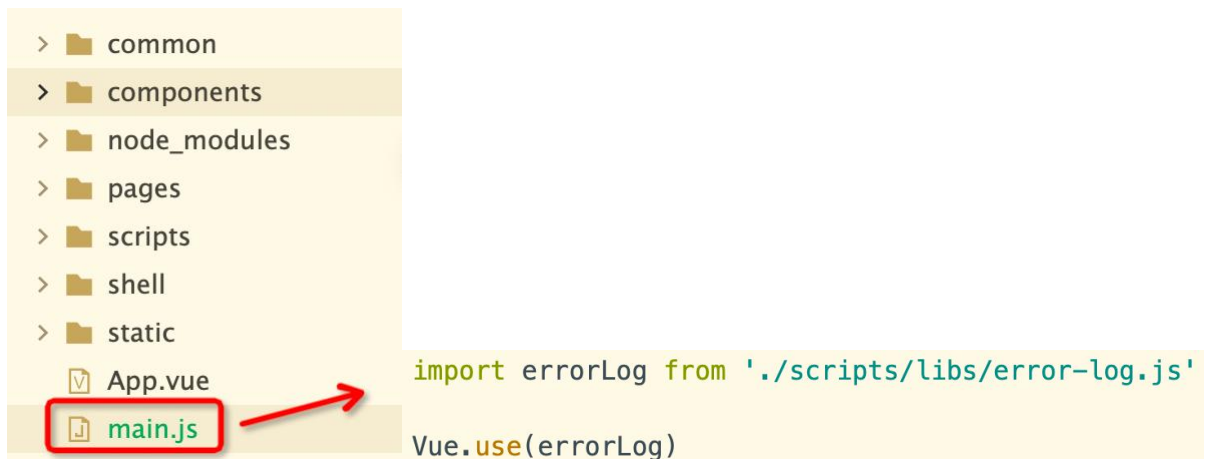 common
components
node_modules
pages
scripts
shell
static
App.vue
main.js
import errorLog from './scripts/libs/error-log.js'
Vue.use(errorLog)